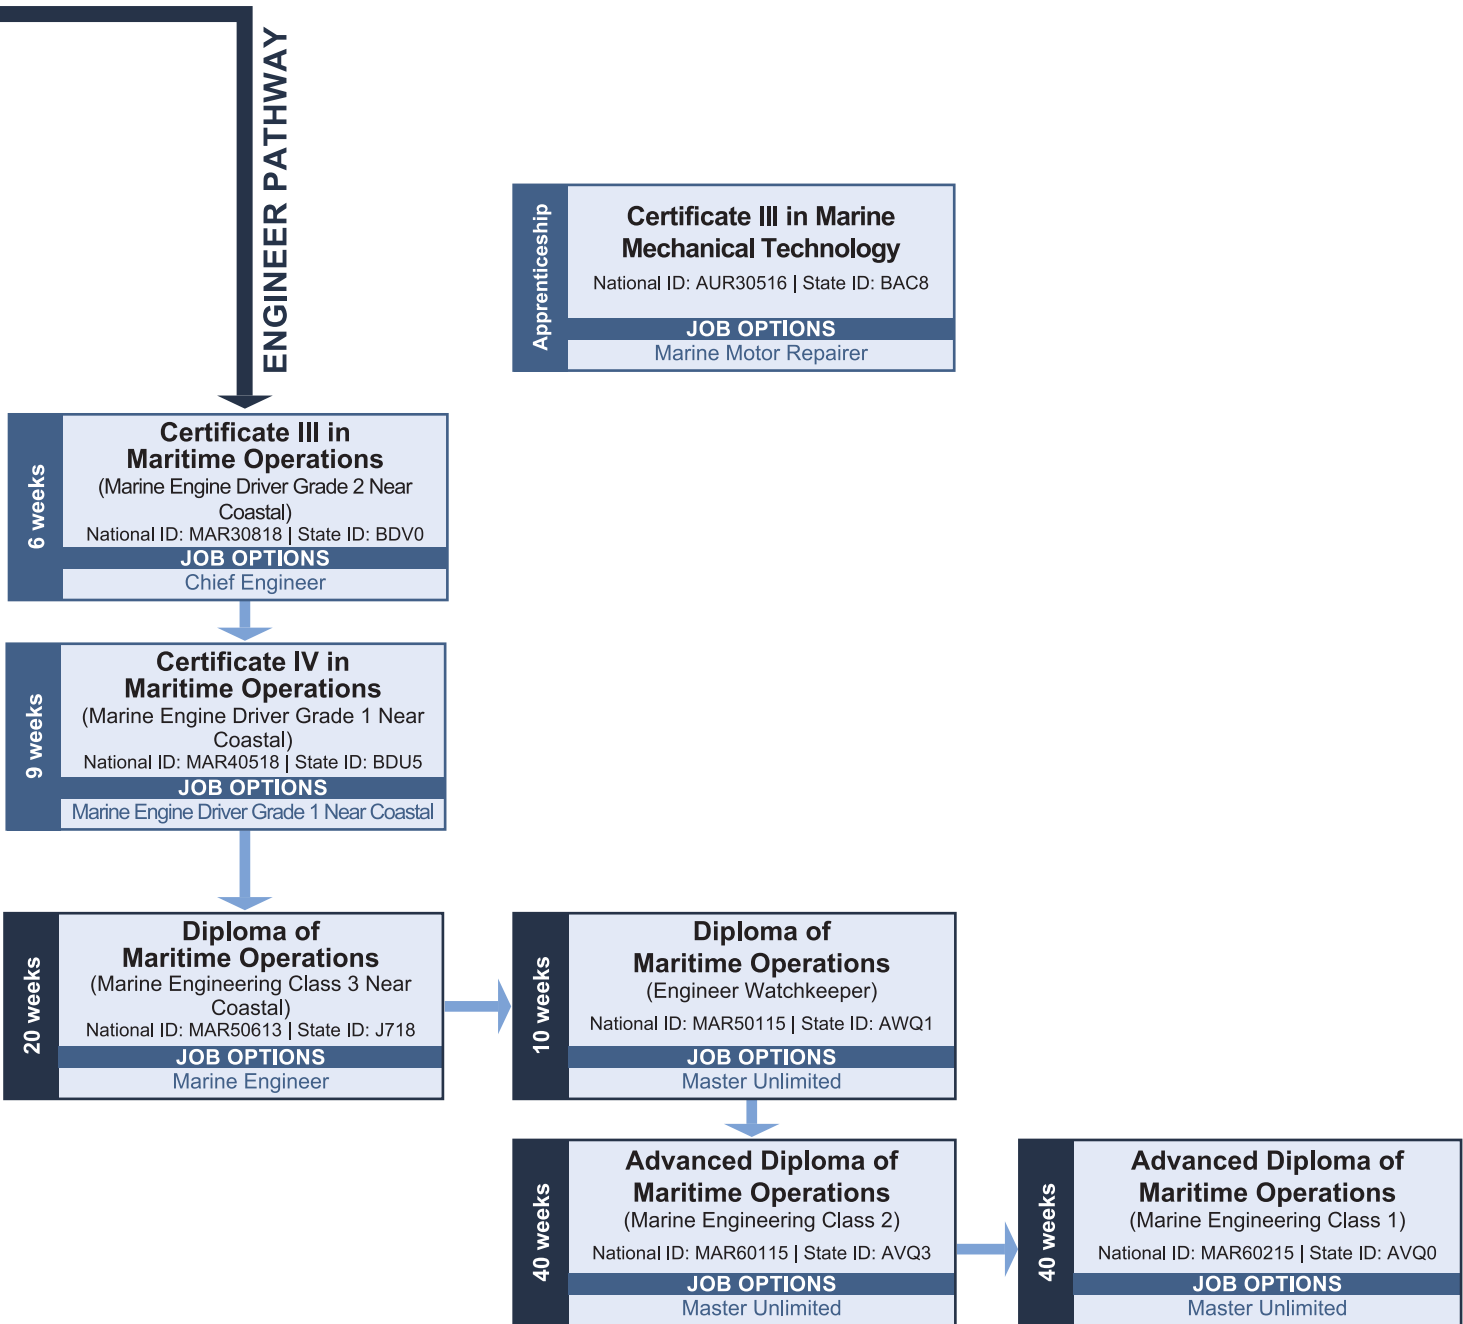 ENGINEER PATHWAY
Apprenticeship
Certificate III in Marine
Mechanical Technology
National ID: AUR30516 | State ID: BAC8
JOB OPTIONS
Marine Motor Repairer
6 weeks
Certificate III in
Maritime Operations
(Marine Engine Driver Grade 2 Near
Coastal)
National ID: MAR30818 | State ID: BDV0
JOB OPTIONS
Chief Engineer
9 weeks
Certificate IV in
Maritime Operations
(Marine Engine Driver Grade 1 Near
Coastal)
National ID: MAR40518 | State ID: BDU5
JOB OPTIONS
Marine Engine Driver Grade 1 Near Coastal
20 weeks
Diploma of
Maritime Operations
(Marine Engineering Class 3 Near
Coastal)
National ID: MAR50613 | State ID: J718
JOB OPTIONS
Marine Engineer
10 weeks
Diploma of
Maritime Operations
(Engineer Watchkeeper)
National ID: MAR50115 | State ID: AWQ1
JOB OPTIONS
Master Unlimited
40 weeks
Advanced Diploma of
Maritime Operations
(Marine Engineering Class 2)
National ID: MAR60115 | State ID: AVQ3
JOB OPTIONS
Master Unlimited
40 weeks
Advanced Diploma of
Maritime Operations
(Marine Engineering Class 1)
National ID: MAR60215 | State ID: AVQ0
JOB OPTIONS
Master Unlimited